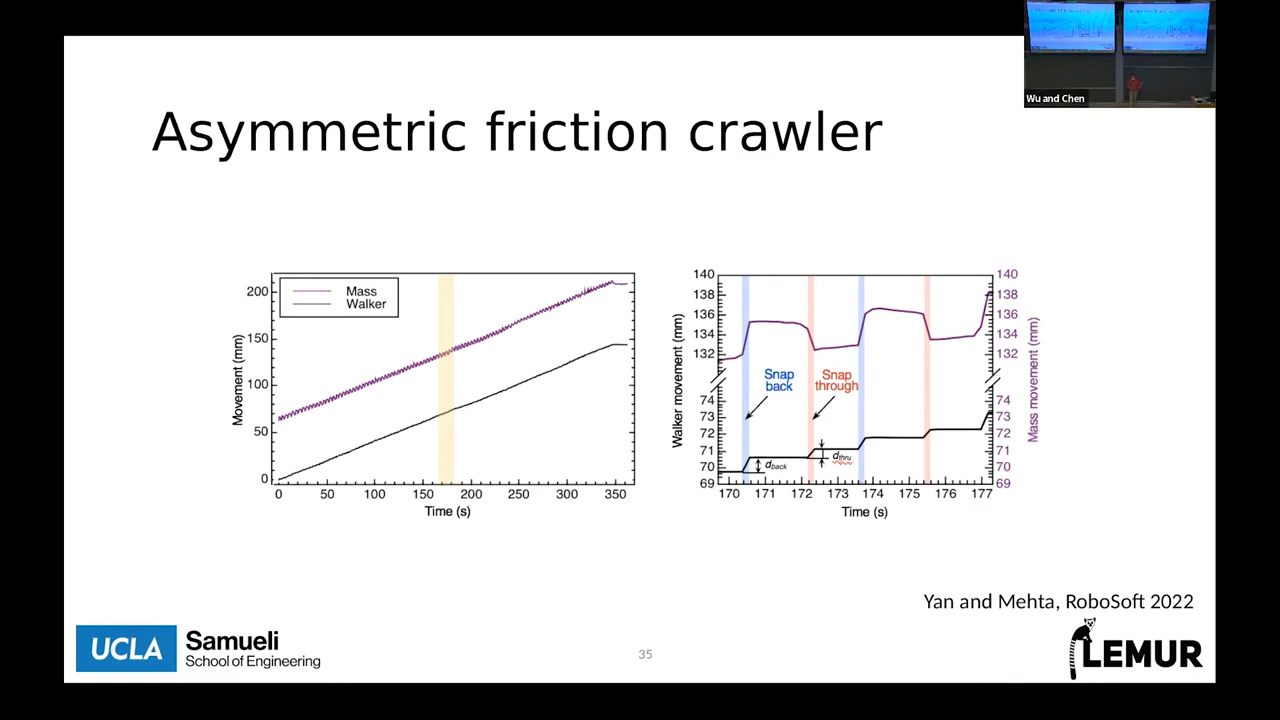 Wu and Chen
Asymmetric friction crawler
Mass
Walker
200
150
100
50
0
Movement (mm)
0 50 100 150 200 250 300 350
Time (s)
140
138
136
134
132
74
73
72
71
70
69
Walker movement (mm)
Snap
back
Snap
through
dback
dthru
140
138
136
134
132
74
73
72
71
70
69
Mass movement (mm)
170 171 172 173 174 175 176 177
Time (s)
Yan and Mehta, RoboSoft 2022
UCLA Samueli
School of Engineering
35
LEMUR